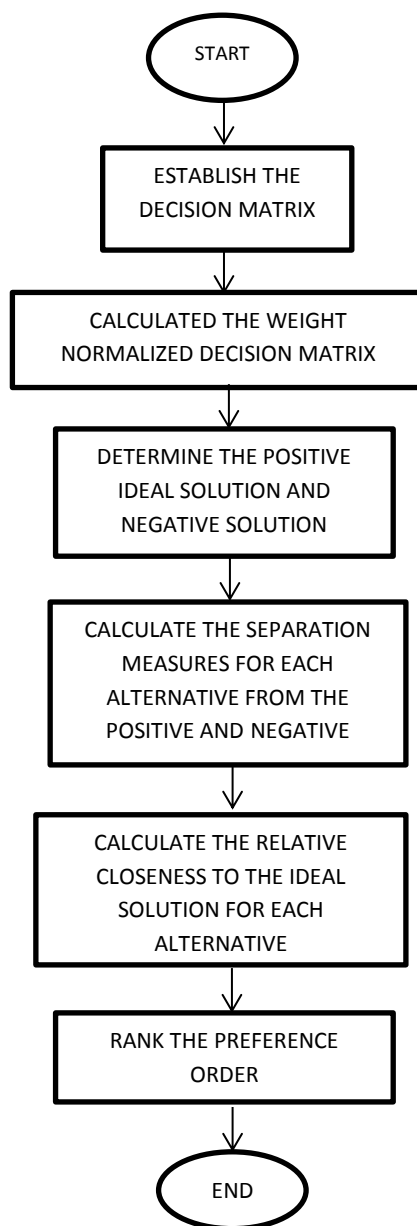 START
ESTABLISH THE
DECISION MATRIX
CALCULATED THE WEIGHT
NORMALIZED DECISION MATRIX
DETERMINE THE POSITIVE
IDEAL SOLUTION AND
NEGATIVE SOLUTION
CALCULATE THE SEPARATION
MEASURES FOR EACH
ALTERNATIVE FROM THE
POSITIVE AND NEGATIVE
CALCULATE THE RELATIVE
CLOSENESS TO THE IDEAL
SOLUTION FOR EACH
ALTERNATIVE
RANK THE PREFERENCE
ORDER
END